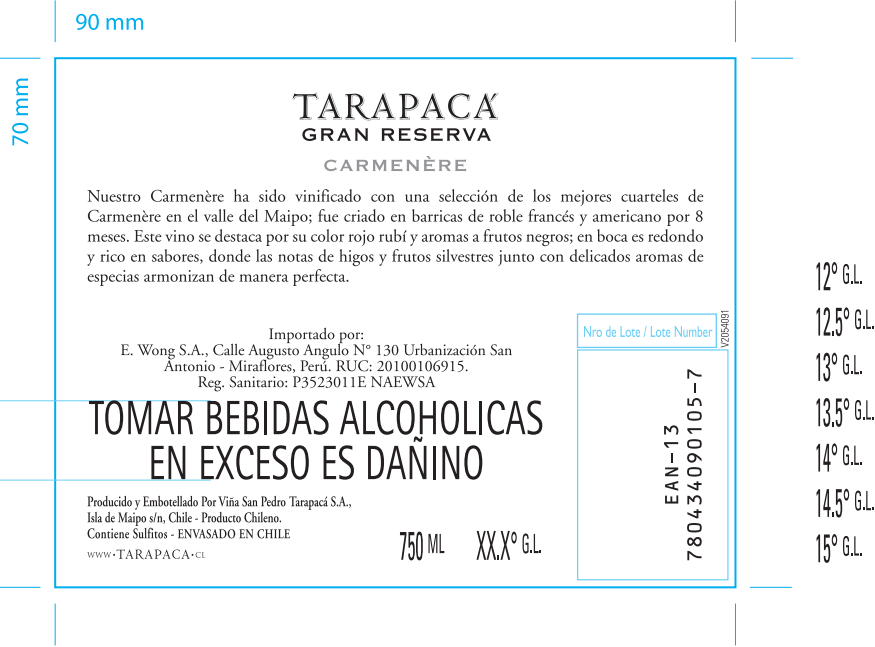 90 mm
70 mm
TARAPACÁ
GRAN RESERVA
CARMENÈRE
Nuestro Carmenère ha sido vinificado con una selección de los mejores cuarteles de
Carmenère en el valle del Maipo; fue criado en barricas de roble francés y americano por 8
meses. Este vino se destaca por su color rojo rubí y aromas a frutos negros; en boca es redondo
y rico en sabores, donde las notas de higos y frutos silvestres junto con delicados aromas de
especias armonizan de manera perfecta.
Importado por:
E. Wong S.A., Calle Augusto Angulo N° 130 Urbanización San
Antonio - Miraflores, Perú. RUC: 20100106915.
Reg. Sanitario: P3523011E NAEWSA
TOMAR BEBIDAS ALCOHOLICAS
EN EXCESO ES DAÑINO
Producido y Embotellado Por Viña San Pedro Tarapacá S.A.,
Isla de Maipo s/n, Chile - Producto Chileno.
Contiene Sulfitos - ENVASADO EN CHILE
WWW·TARAPACA·CL
750 ML XX.X° G.L.
Nro de Lote / Lote Number
V2054091
EAN-13
780434090105-7
12° G.L.
12.5° G.L.
13° G.L.
13.5° G.L.
14° G.L.
14.5° G.L.
15° G.L.